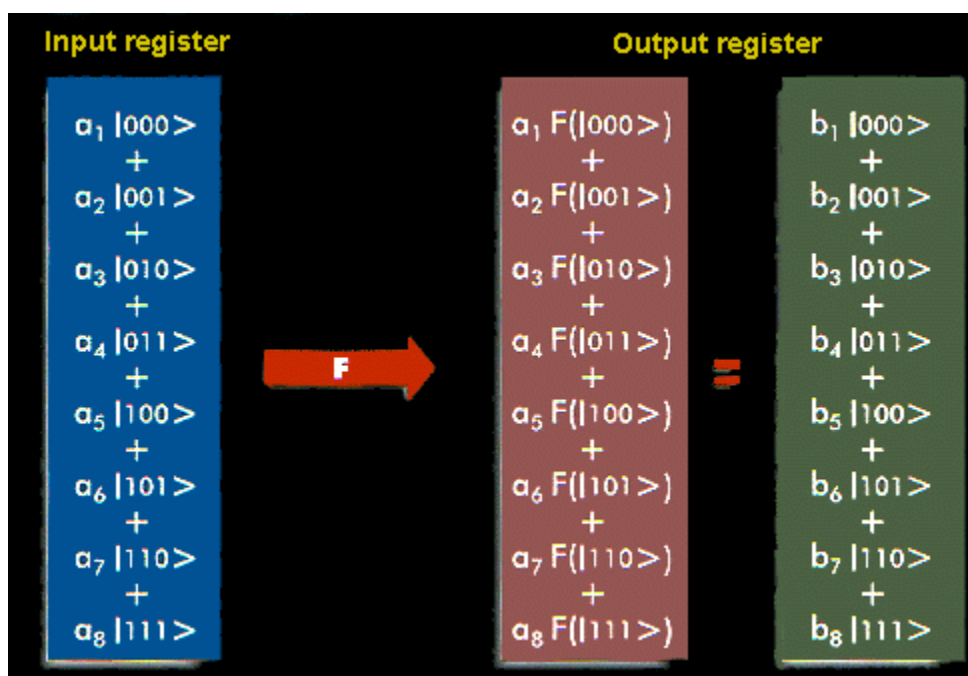 Input register
Output register
a₁ |000>
+
a₂ |001>
+
a₃ |010>
+
a₄ |011>
+
a₅ |100>
+
a₆ |101>
+
a₇ |110>
+
a₈ |111>
F
a₁ F(|000>)
+
a₂ F(|001>)
+
a₃ F(|010>)
+
a₄ F(|011>)
+
a₅ F(|100>)
+
a₆ F(|101>)
+
a₇ F(|110>)
+
a₈ F(|111>)
=
b₁ |000>
+
b₂ |001>
+
b₃ |010>
+
b₄ |011>
+
b₅ |100>
+
b₆ |101>
+
b₇ |110>
+
b₈ |111>